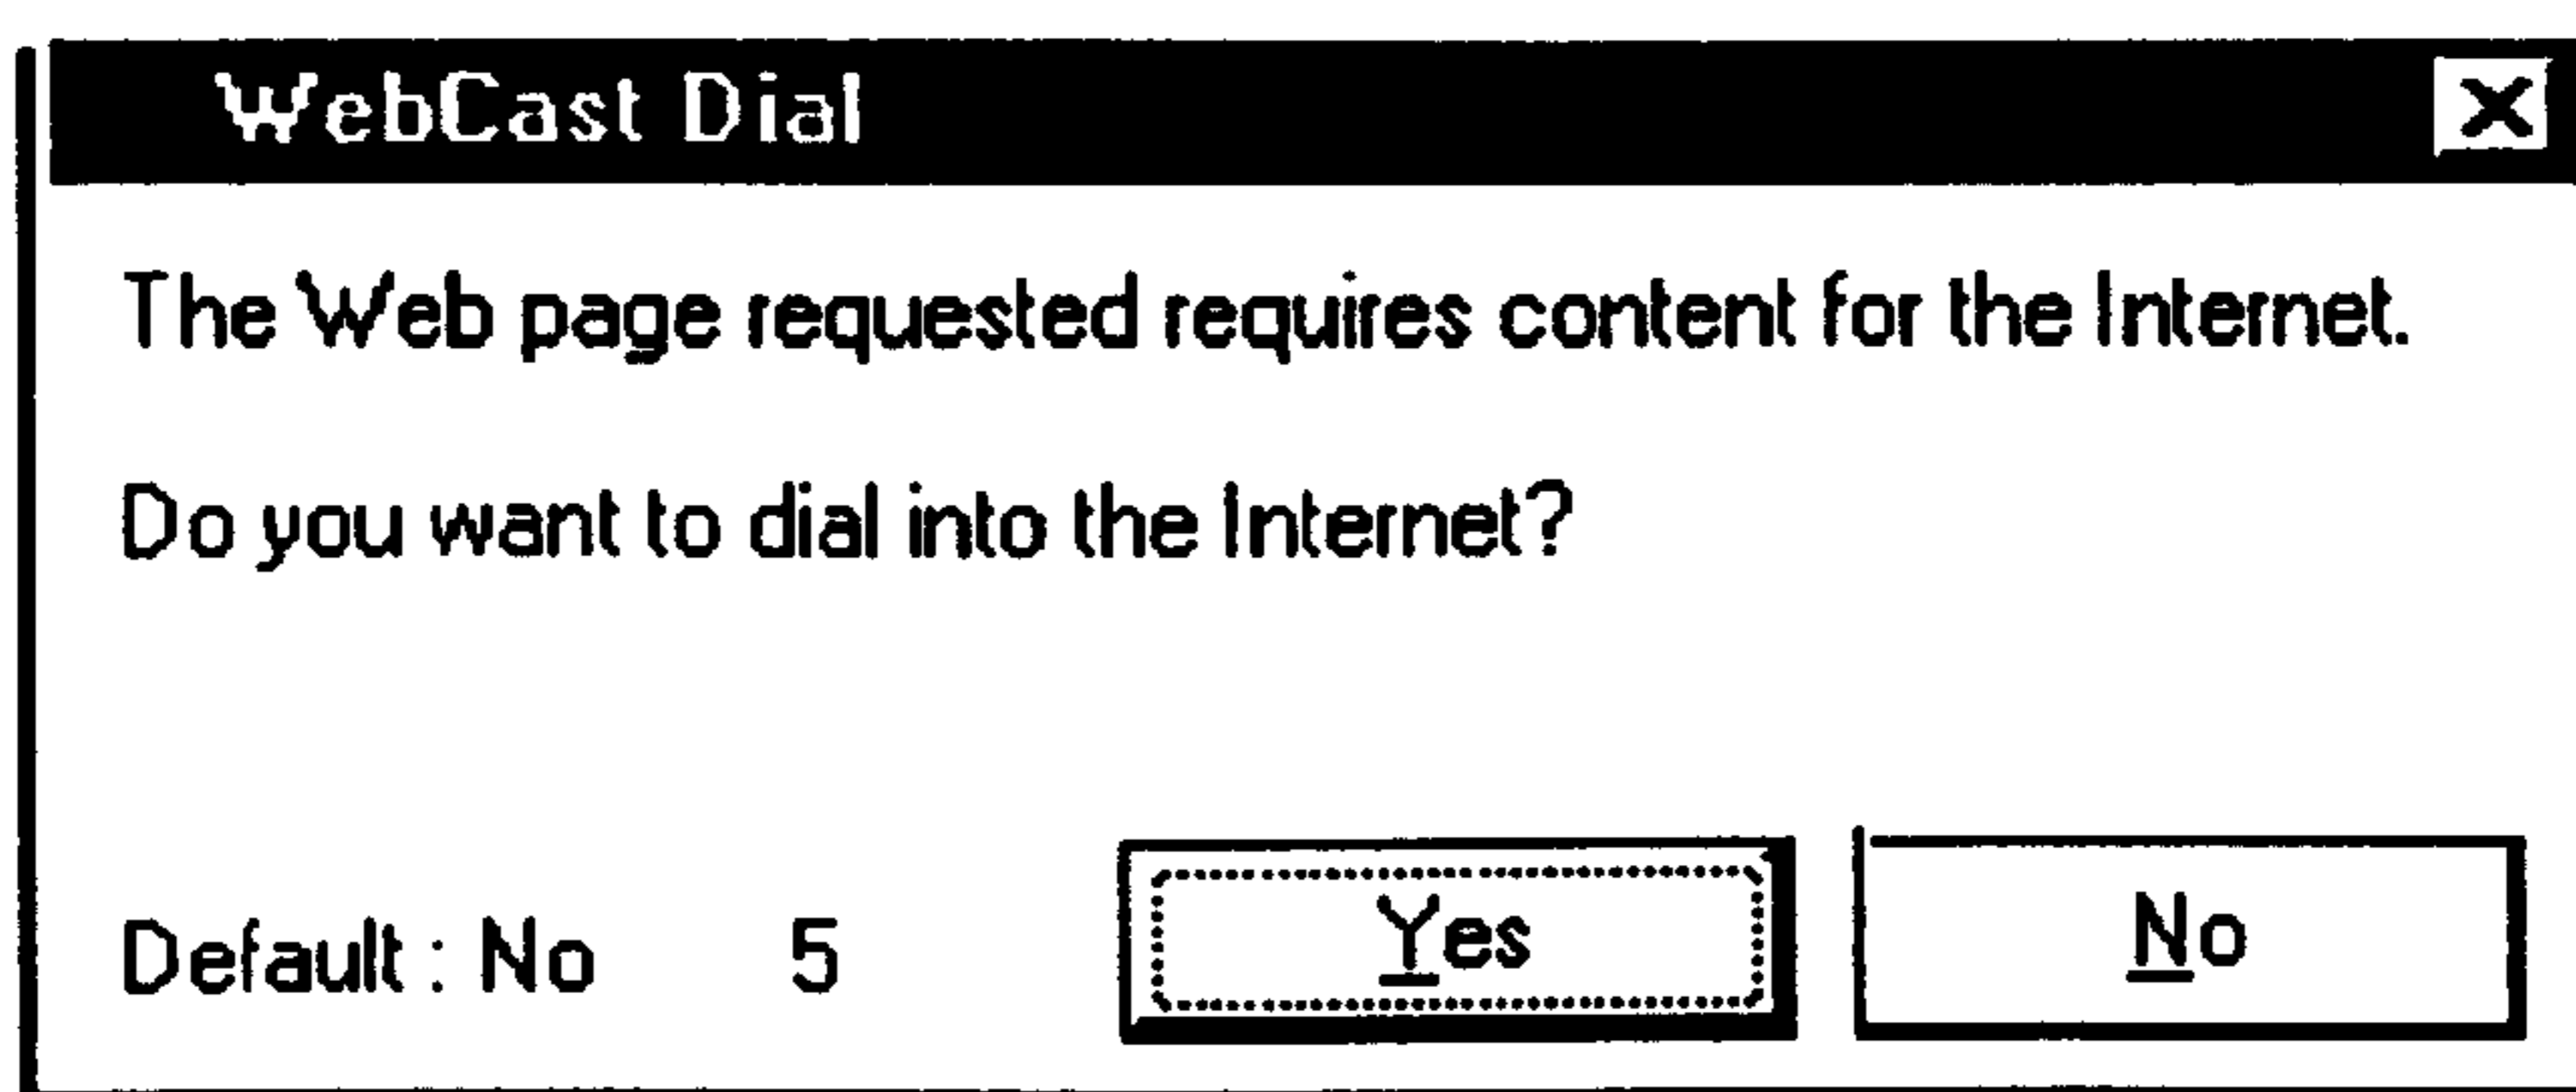 WebCast Dial
The Web page requested requires content for the Internet.
Do you want to dial into the Internet?
Default : No 5 Yes No